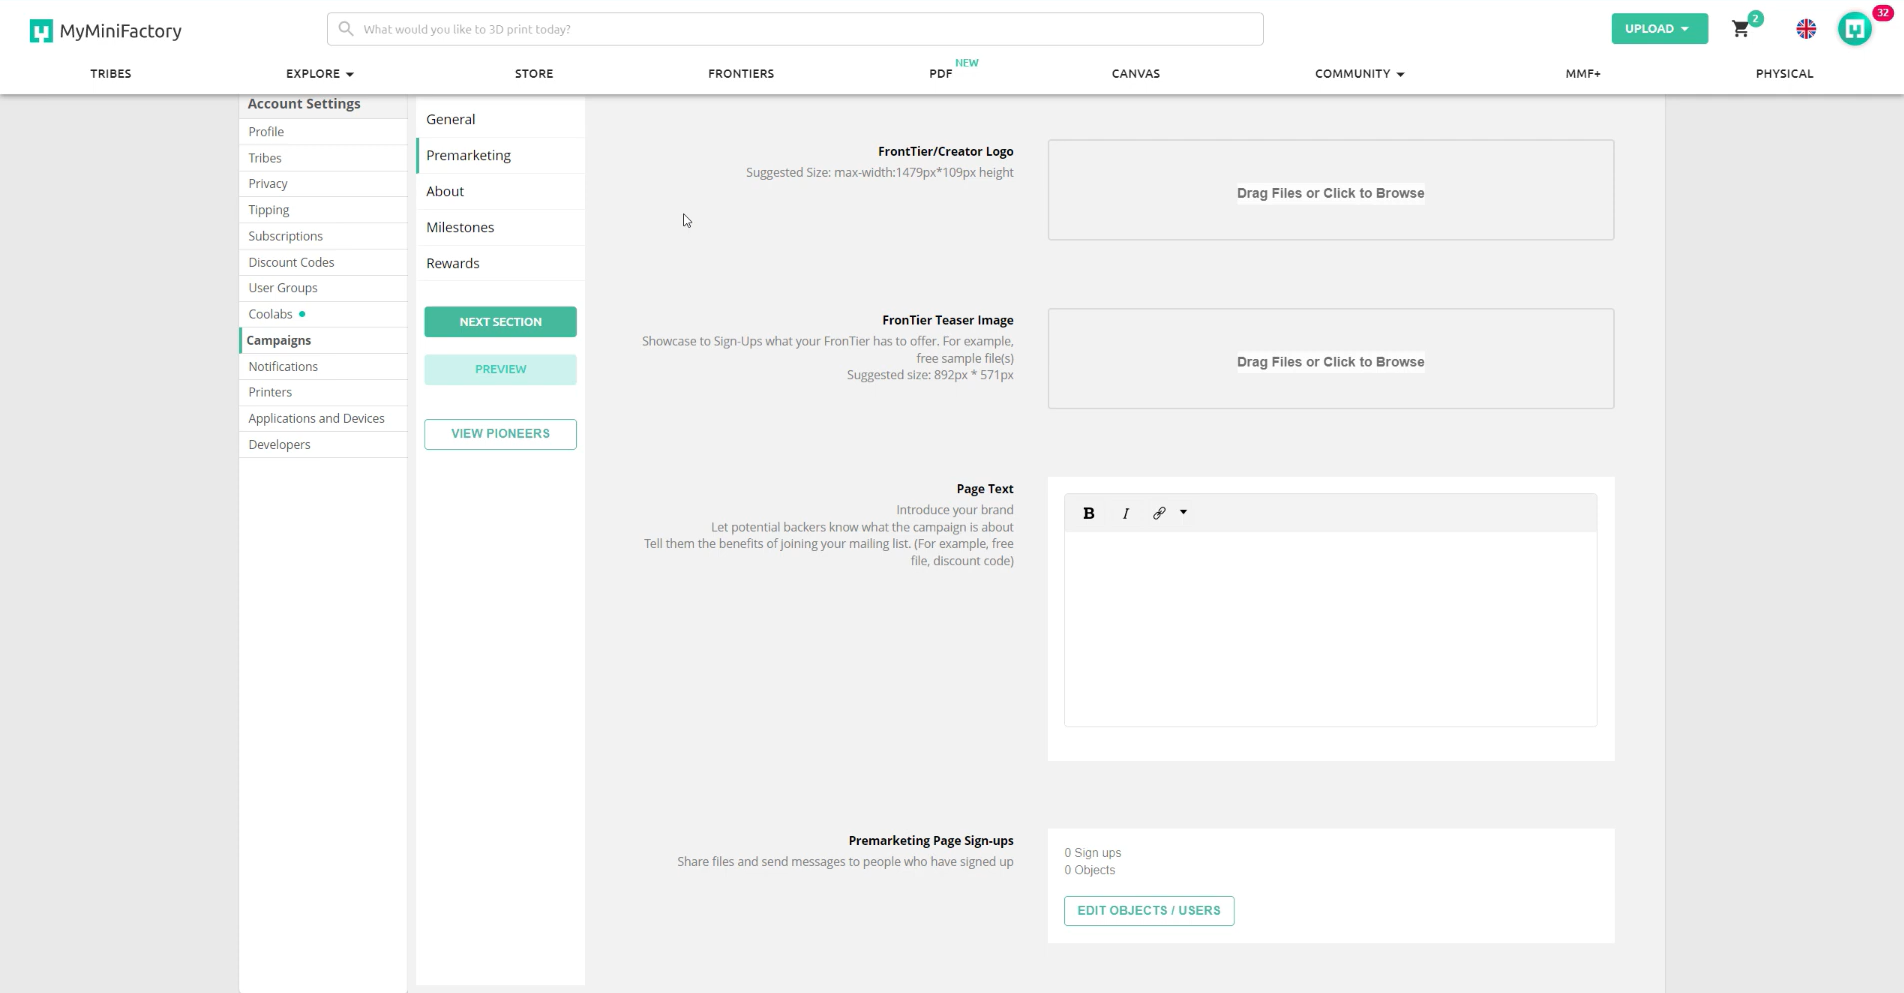 MyMiniFactory
What would you like to 3D print today?
UPLOAD
2
32
TRIBES
EXPLORE
STORE
FRONTIERS
PDF
NEW
CANVAS
COMMUNITY
MMF+
PHYSICAL
Account Settings
Profile
Tribes
Privacy
Tipping
Subscriptions
Discount Codes
User Groups
Coolabs
Campaigns
Notifications
Printers
Applications and Devices
Developers
General
Premarketing
About
Milestones
Rewards
NEXT SECTION
PREVIEW
VIEW PIONEERS
FrontTier/Creator Logo
Suggested Size: max-width:1479px*109px height
Drag Files or Click to Browse
FronTier Teaser Image
Showcase to Sign-Ups what your FronTier has to offer. For example,
free sample file(s)
Suggested size: 892px * 571px
Drag Files or Click to Browse
Page Text
Introduce your brand
Let potential backers know what the campaign is about
Tell them the benefits of joining your mailing list. (For example, free
file, discount code)
B I
Premarketing Page Sign-ups
Share files and send messages to people who have signed up
0 Sign ups
0 Objects
EDIT OBJECTS / USERS